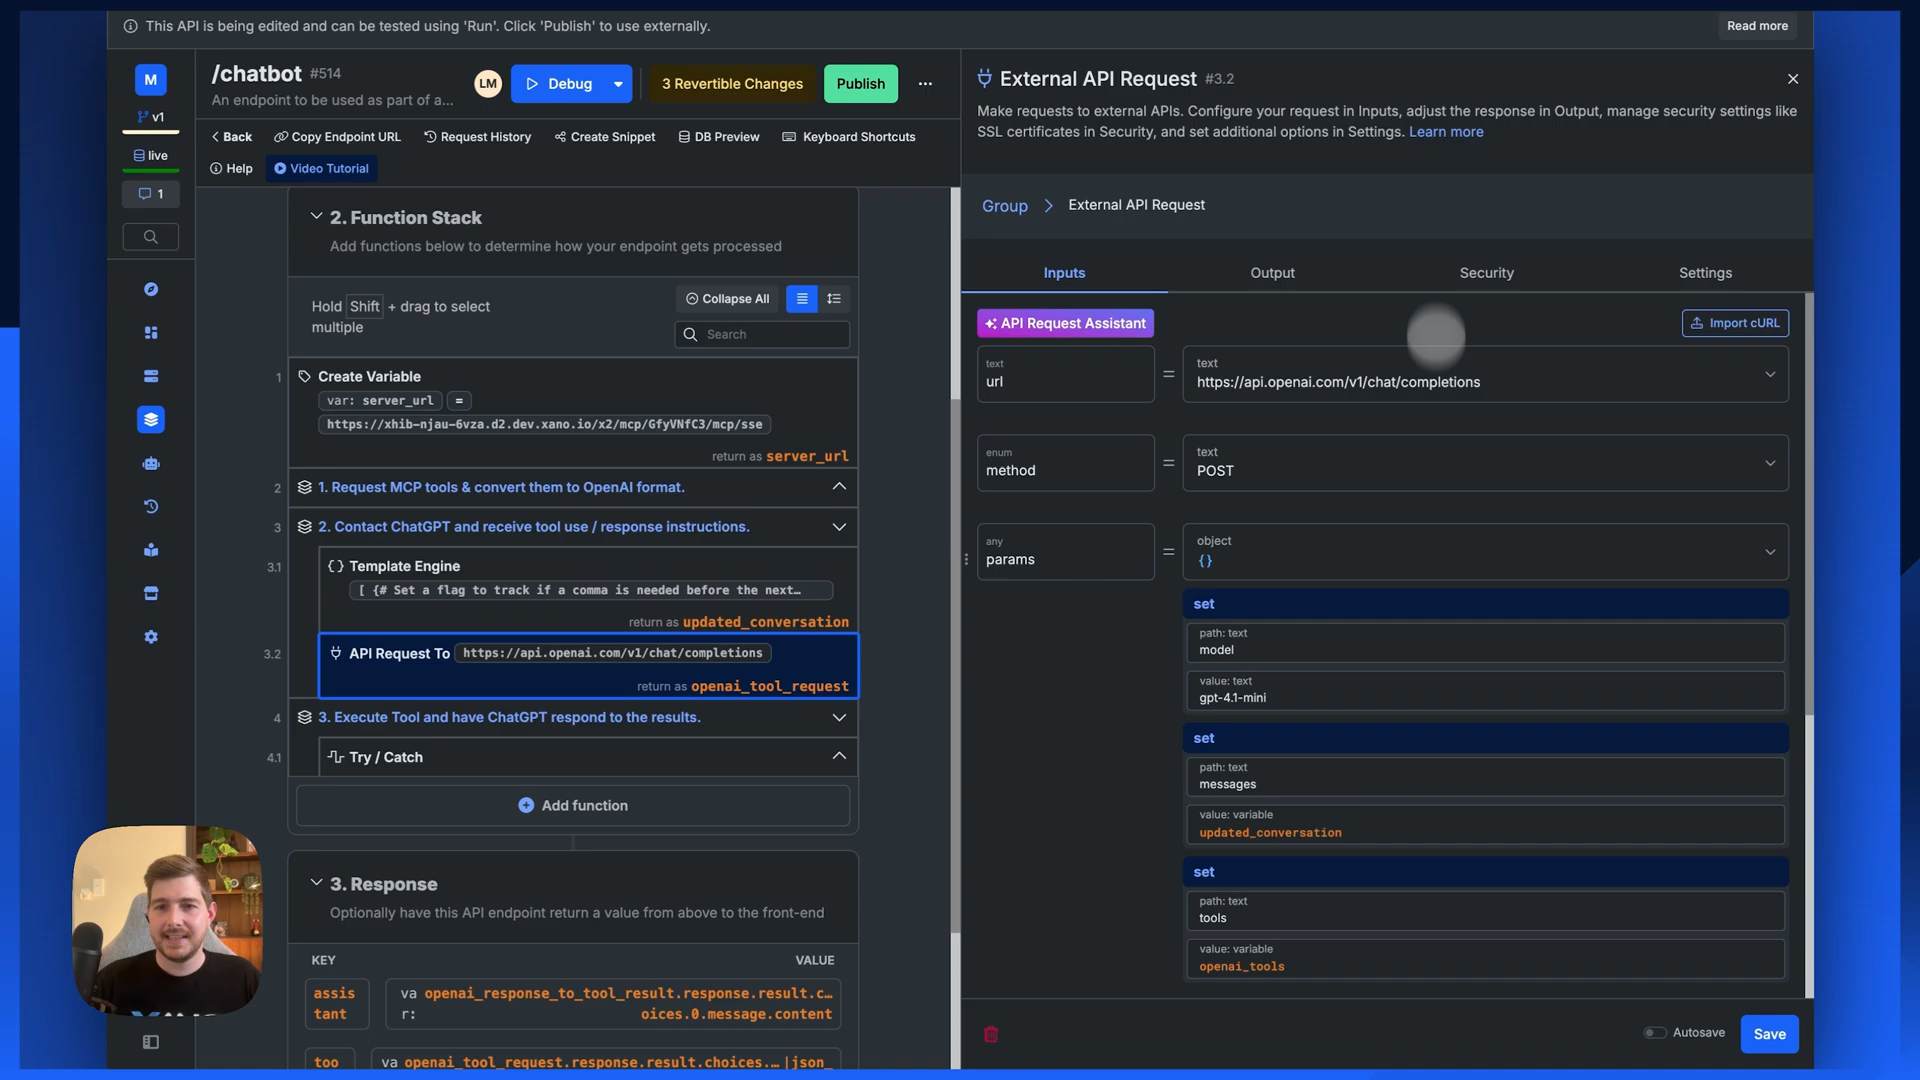 This API is being edited and can be tested using 'Run'. Click 'Publish' to use externally.
Read more
M
v1
live
1
/chatbot #514
An endpoint to be used as part of a...
LM
Debug
3 Revertible Changes
Publish
Back
Copy Endpoint URL
Request History
Create Snippet
DB Preview
Keyboard Shortcuts
Help
Video Tutorial
2. Function Stack
Add functions below to determine how your endpoint gets processed
Hold Shift + drag to select
multiple
Collapse All
Search
1
Create Variable
var: server_url =
https://xhib-njau-6vza.d2.dev.xano.io/x2/mcp/GfyVNfC3/mcp/sse
return as server_url
2
1. Request MCP tools & convert them to OpenAI format.
3
2. Contact ChatGPT and receive tool use / response instructions.
3.1
{} Template Engine
[ {# Set a flag to track if a comma is needed before the next…
return as updated_conversation
3.2
API Request To https://api.openai.com/v1/chat/completions
return as openai_tool_request
4
3. Execute Tool and have ChatGPT respond to the results.
4.1
Try / Catch
Add function
3. Response
Optionally have this API endpoint return a value from above to the front-end
KEY
VALUE
assis
tant
va openai_response_to_tool_result.response.result.c…
r: oices.0.message.content
too
va openai_tool_request.response.result.choices.… |json_
External API Request #3.2
Make requests to external APIs. Configure your request in Inputs, adjust the response in Output, manage security settings like
SSL certificates in Security, and set additional options in Settings. Learn more
Group
External API Request
Inputs
Output
Security
Settings
API Request Assistant
Import cURL
text
url
=
text
https://api.openai.com/v1/chat/completions
enum
method
=
text
POST
any
params
=
object
{}
set
path: text
model
value: text
gpt-4.1-mini
set
path: text
messages
value: variable
updated_conversation
set
path: text
tools
value: variable
openai_tools
Autosave
Save